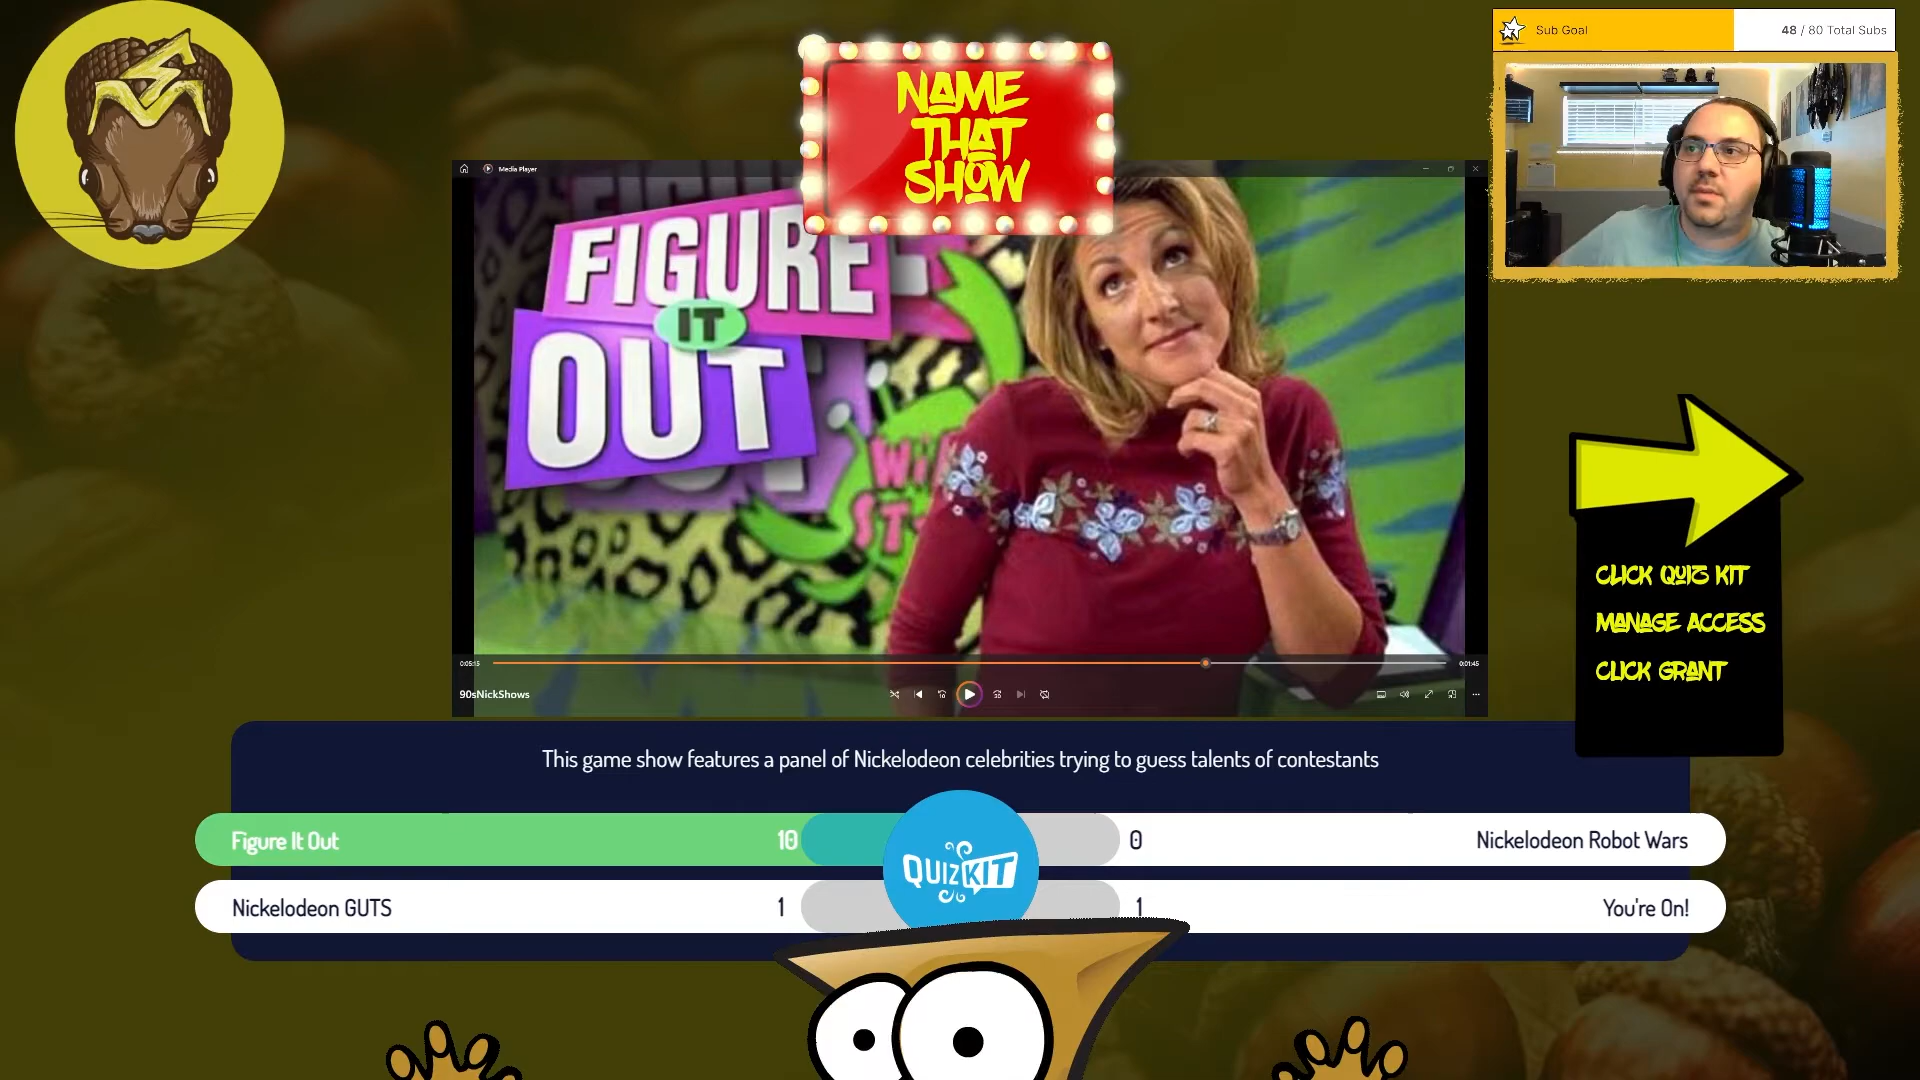 Sub Goal
48 / 80 Total Subs
NAME
THAT
SHOW
Media Player
FIGURE
IT
OUT
0:05:15
0:01:45
90sNickShows
CLICK QUIZ KIT
MANAGE ACCESS
CLICK GRANT
This game show features a panel of Nickelodeon celebrities trying to guess talents of contestants
Figure It Out 10
0 Nickelodeon Robot Wars
QUIZKIT
Nickelodeon GUTS 1
1 You're On!